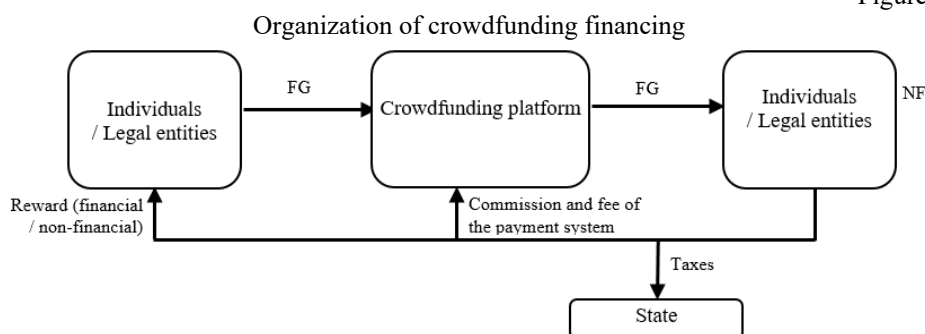 Figure
Organization of crowdfunding financing
Individuals
/ Legal entities
FG
Crowdfunding platform
FG
Individuals
/ Legal entities
NF
Reward (financial
/ non-financial)
Commission and fee of
the payment system
Taxes
State